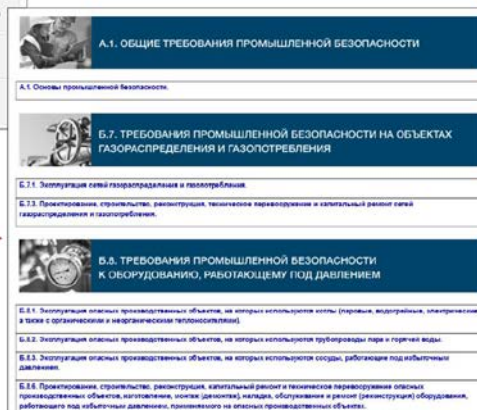 А.1. ОБЩИЕ ТРЕБОВАНИЯ ПРОМЫШЛЕННОЙ БЕЗОПАСНОСТИ
А.1. Основы промышленной безопасности.
Б.7. ТРЕБОВАНИЯ ПРОМЫШЛЕННОЙ БЕЗОПАСНОСТИ НА ОБЪЕКТАХ
ГАЗОРАСПРЕДЕЛЕНИЯ И ГАЗОПОТРЕБЛЕНИЯ
Б.7.1. Эксплуатация сетей газораспределения и газопотребления.
Б.7.3. Проектирование, строительство, реконструкция, техническое перевооружение и капитальный ремонт сетей
газораспределения и газопотребления.
Б.8. ТРЕБОВАНИЯ ПРОМЫШЛЕННОЙ БЕЗОПАСНОСТИ
К ОБОРУДОВАНИЮ, РАБОТАЮЩЕМУ ПОД ДАВЛЕНИЕМ
Б.8.1. Эксплуатация опасных производственных объектов, на которых используются котлы (паровые, водогрейные, электрические
а также с органическими и неорганическими теплоносителями).
Б.8.2. Эксплуатация опасных производственных объектов, на которых используются трубопроводы пара и горячей воды.
Б.8.3. Эксплуатация опасных производственных объектов, на которых используются сосуды, работающие под избыточным
давлением.
Б.8.6. Проектирование, строительство, реконструкция, капитальный ремонт и техническое перевооружение опасных
производственных объектов, изготовление, монтаж (демонтаж), наладка, обслуживание и ремонт (реконструкция) оборудования,
работающего под избыточным давлением, применяемого на опасных производственных объектах.